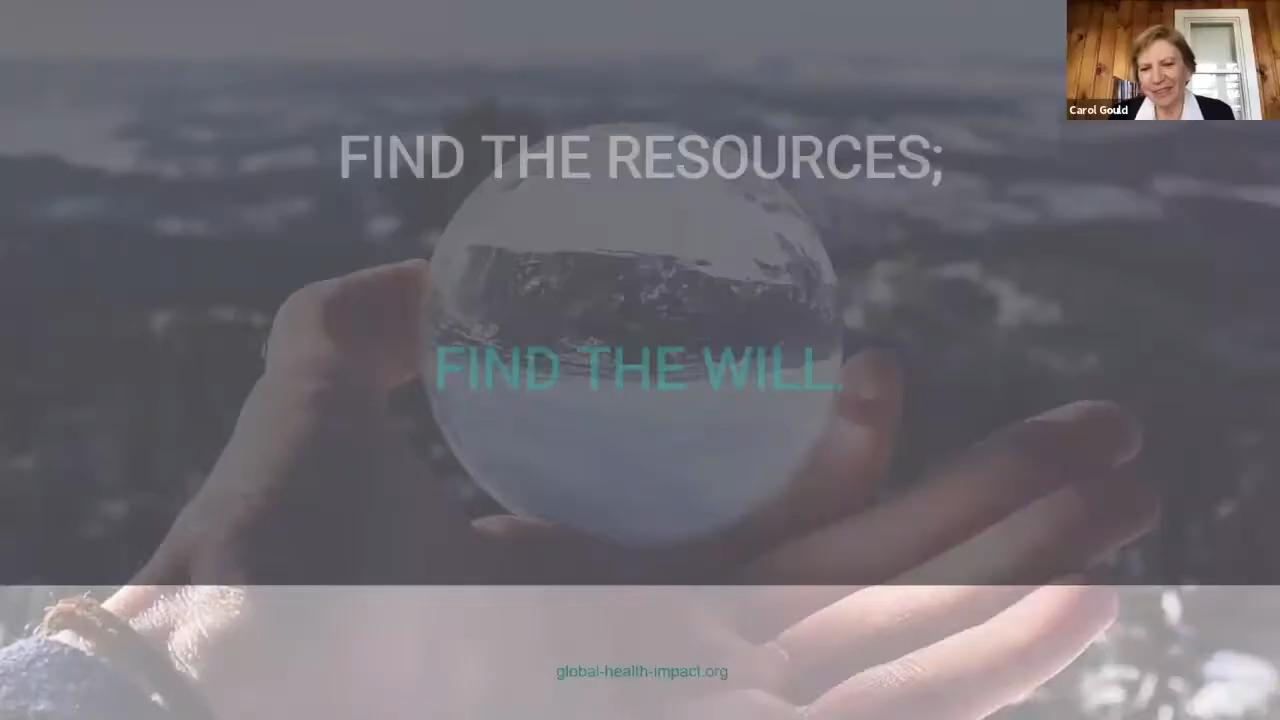 Carol Gould
FIND THE RESOURCES;
FIND THE WILL.
global-health-impact.org